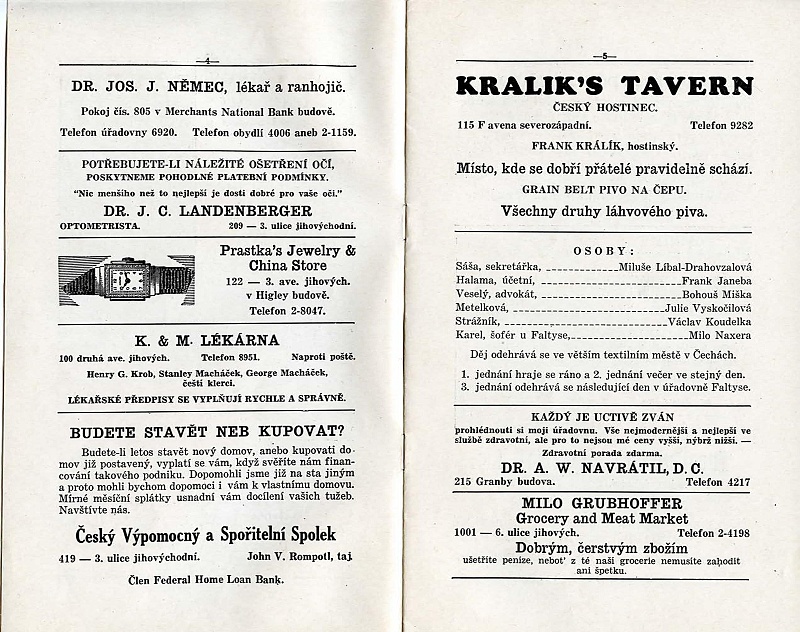 —4—
DR. JOS. J. NĚMEC, lékař a ranhojič.
Pokoj čís. 805 v Merchants National Bank budově.
Telefon úřadovny 6920. Telefon obydlí 4006 aneb 2-1159.
POTŘEBUJETE-LI NÁLEŽITÉ OŠETŘENÍ OČÍ,
POSKYTNEME POHODLNÉ PLATEBNÍ PODMÍNKY.
"Nic menšího než to nejlepší je dosti dobré pro vaše oči."
DR. J. C. LANDENBERGER
OPTOMETRISTA. 209 — 3. ulice jihovýchodní.
Prastka's Jewelry &
China Store
122 — 3. ave. jihových.
v Higley budově.
Telefon 2-8047.
K. & M. LÉKÁRNA
100 druhá ave. jihových. Telefon 8951. Naproti poště.
Henry G. Krob, Stanley Macháček, George Macháček,
čeští klerci.
LÉKAŘSKÉ PŘEDPISY SE VYPLŇUJÍ RYCHLE A SPRÁVNĚ.
BUDETE STAVĚT NEB KUPOVAT?
Budete-li letos stavět nový domov, anebo kupovati do-
mov již postavený, vyplatí se vám, když svěříte nám finan-
cování takového podniku. Dopomohli jsme již na sta jiným
a proto mohli bychom dopomoci i vám k vlastnímu domovu.
Mírné měsíční splátky usnadní vám docílení vašich tužeb.
Navštivte nás.
Český Výpomocný a Spořitelní Spolek
419 — 3. ulice jihovýchodní. John V. Rompotl, taj.
Člen Federal Home Loan Bank.
—5—
KRALIK'S TAVERN
ČESKÝ HOSTINEC.
115 F avena severozápadní. Telefon 9282
FRANK KRÁLÍK, hostinský.
Místo, kde se dobří přátelé pravidelně schází.
GRAIN BELT PIVO NA ČEPU.
Všechny druhy láhvového piva.
OSOBY:
Sáša, sekretářka, Miluše Líbal-Drahovzalová
Halama, účetní, Frank Janeba
Veselý, advokát, Bohouš Miška
Metelková, Julie Vyskočilová
Strážník, Václav Koudelka
Karel, šofér u Faltyse, Milo Naxera
Děj odehrává se ve větším textilním městě v Čechách.
1. jednání hraje se ráno a 2. jednání večer ve stejný den.
3. jednání odehrává se následující den v úřadovně Faltyse.
KAŽDÝ JE UCTIVĚ ZVÁN
prohlédnouti si moji úřadovnu. Vše nejmodernější a nejlepší ve
službě zdravotní, ale pro to nejsou mé ceny vyšší, nýbrž nižší. —
Zdravotní porada zdarma.
DR. A. W. NAVRÁTIL, D. C.
215 Granby budova. Telefon 4217
MILO GRUBHOFFER
Grocery and Meat Market
1001 — 6. ulice jihových. Telefon 2-4198
Dobrým, čerstvým zbožím
ušetříte peníze, neboť z té naší grocerie nemusíte zahodit
ani špetku.